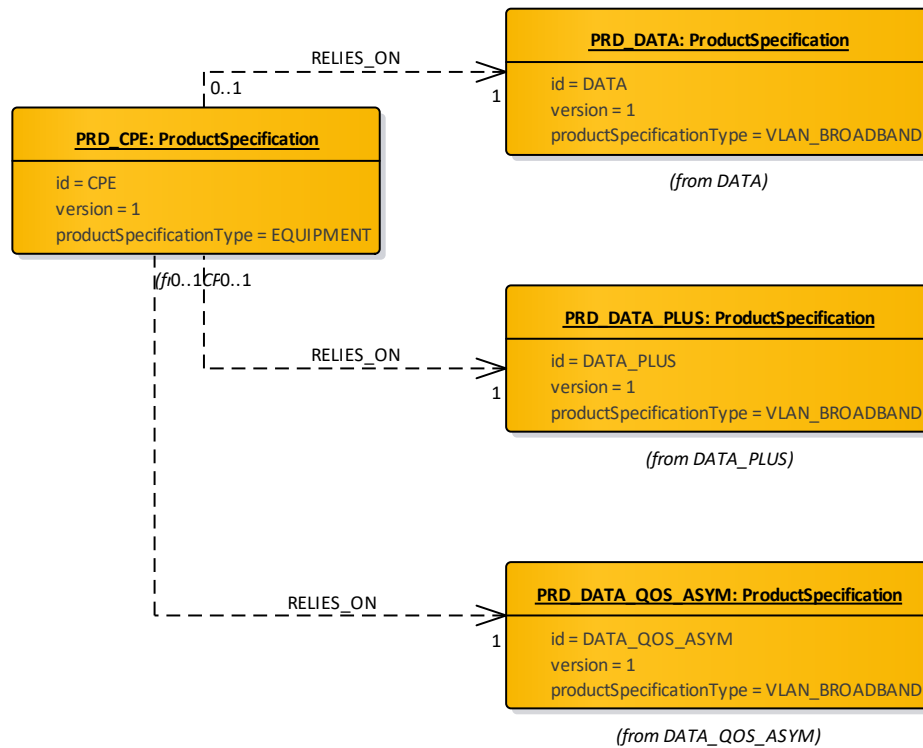 PRD_DATA: ProductSpecification
id = DATA
version = 1
productSpecificationType = VLAN_BROADBAND
(from DATA)
RELIES_ON
0..1
1
PRD_CPE: ProductSpecification
id = CPE
version = 1
productSpecificationType = EQUIPMENT
0..1
0..1
PRD_DATA_PLUS: ProductSpecification
id = DATA_PLUS
version = 1
productSpecificationType = VLAN_BROADBAND
(from DATA_PLUS)
RELIES_ON
1
PRD_DATA_QOS_ASYM: ProductSpecification
id = DATA_QOS_ASYM
version = 1
productSpecificationType = VLAN_BROADBAND
(from DATA_QOS_ASYM)
RELIES_ON
1